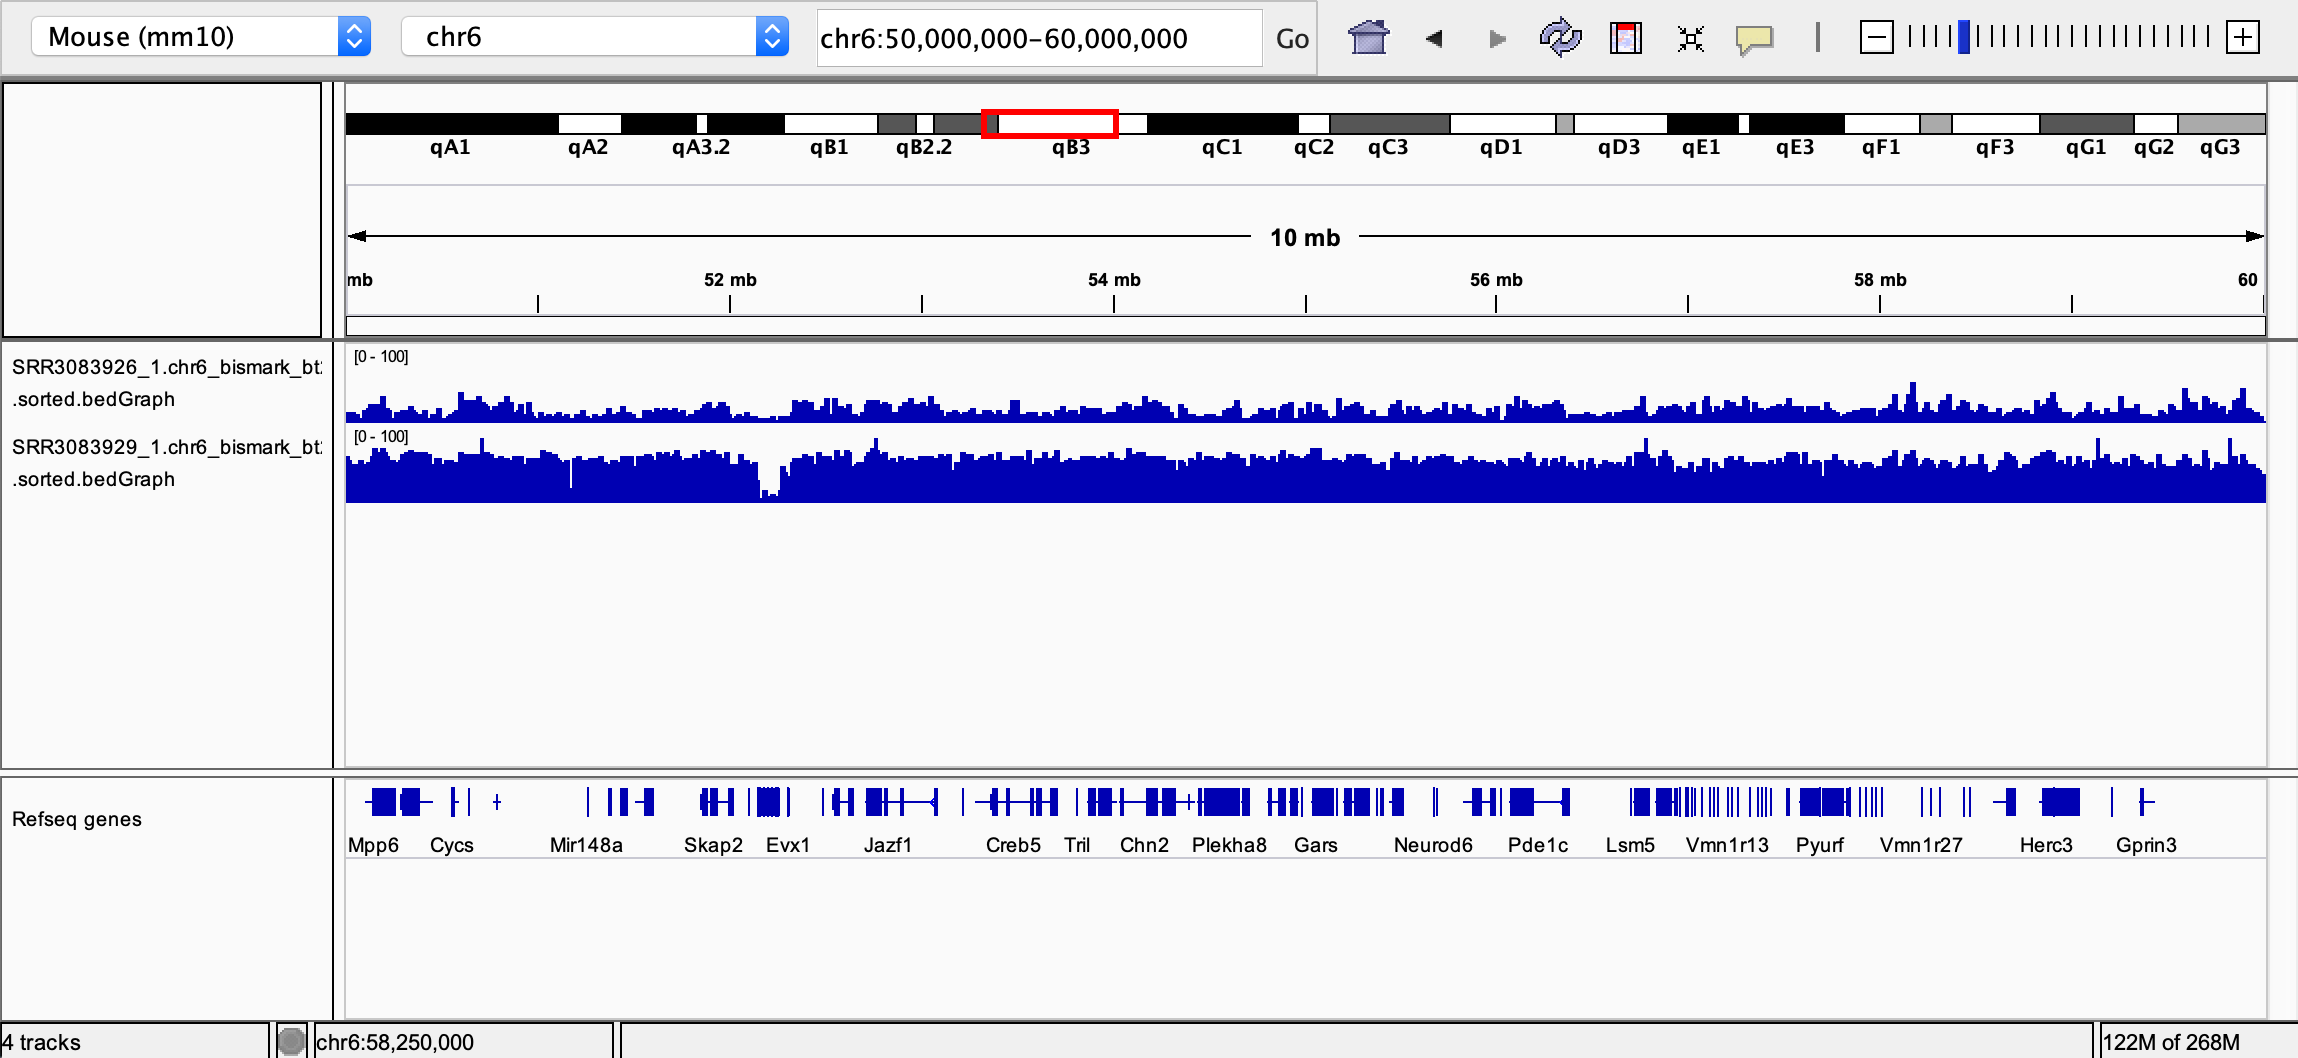 Mouse (mm10) chr6 chr6:50,000,000-60,000,000 Go
qA1 qA2 qA3.2 qB1 qB2.2 qB3 qC1 qC2 qC3 qD1 qD3 qE1 qE3 qF1 qF3 qG1 qG2 qG3
10 mb
mb 52 mb 54 mb 56 mb 58 mb 60
SRR3083926_1.chr6_bismark_bt
.sorted.bedGraph
[0 - 100]
SRR3083929_1.chr6_bismark_bt
.sorted.bedGraph
[0 - 100]
Refseq genes
Mpp6 Cycs Mir148a Skap2 Evx1 Jazf1 Creb5 Tril Chn2 Plekha8 Gars Neurod6 Pde1c Lsm5 Vmn1r13 Pyurf Vmn1r27 Herc3 Gprin3
4 tracks chr6:58,250,000 122M of 268M